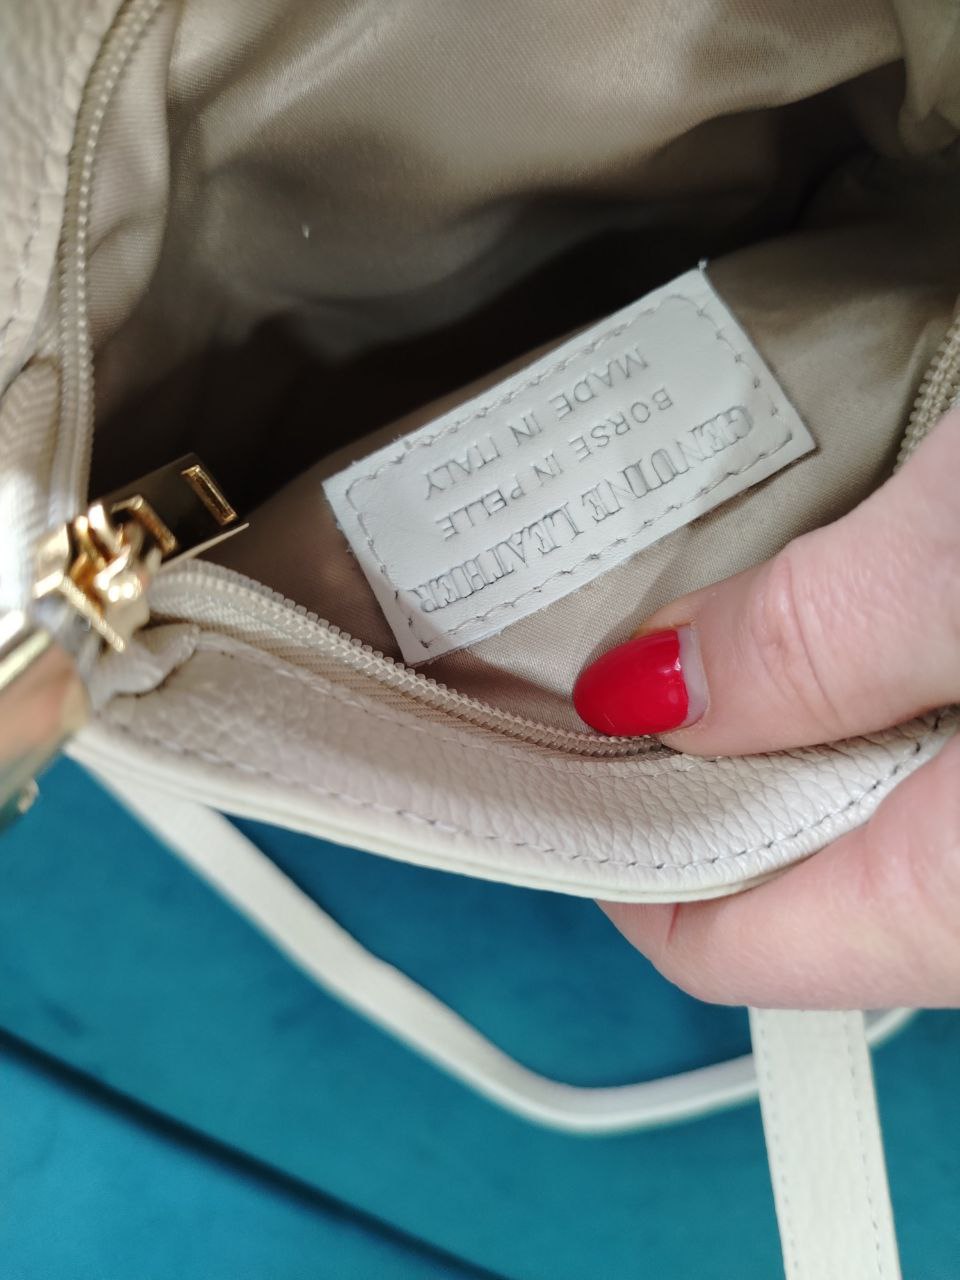 GENUINE LEATHER
BORSE IN PELLE
MADE IN ITALY